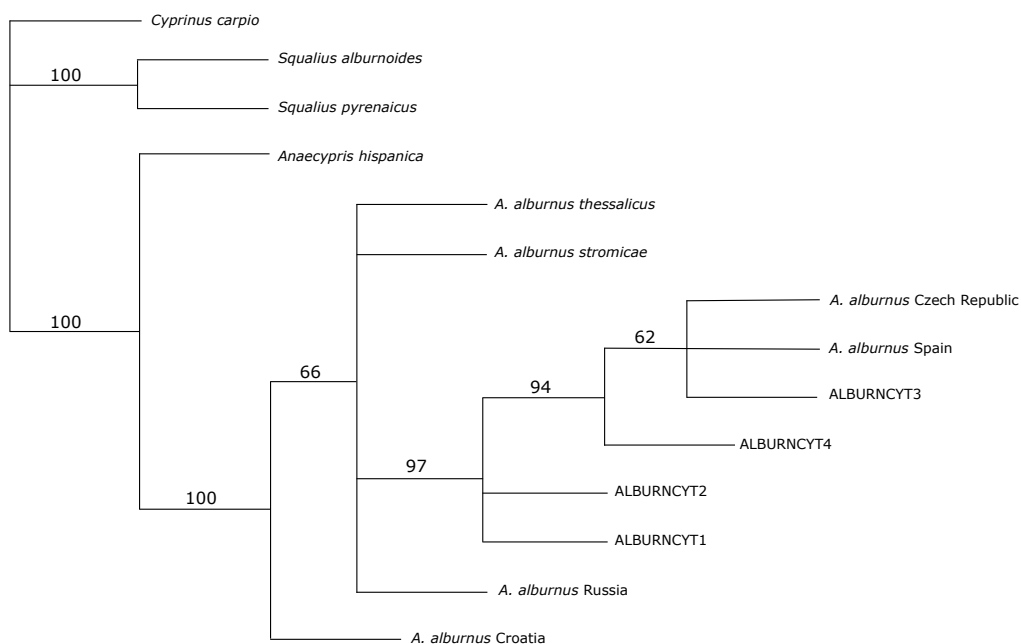 Cyprinus carpio
Squalius alburnoides
100
Squalius pyrenaicus
Anaecypris hispanica
A. alburnus thessalicus
A. alburnus stromicae
A. alburnus Czech Republic
100
62
A. alburnus Spain
66
94
ALBURNCYT3
ALBURNCYT4
97
ALBURNCYT2
100
ALBURNCYT1
A. alburnus Russia
A. alburnus Croatia